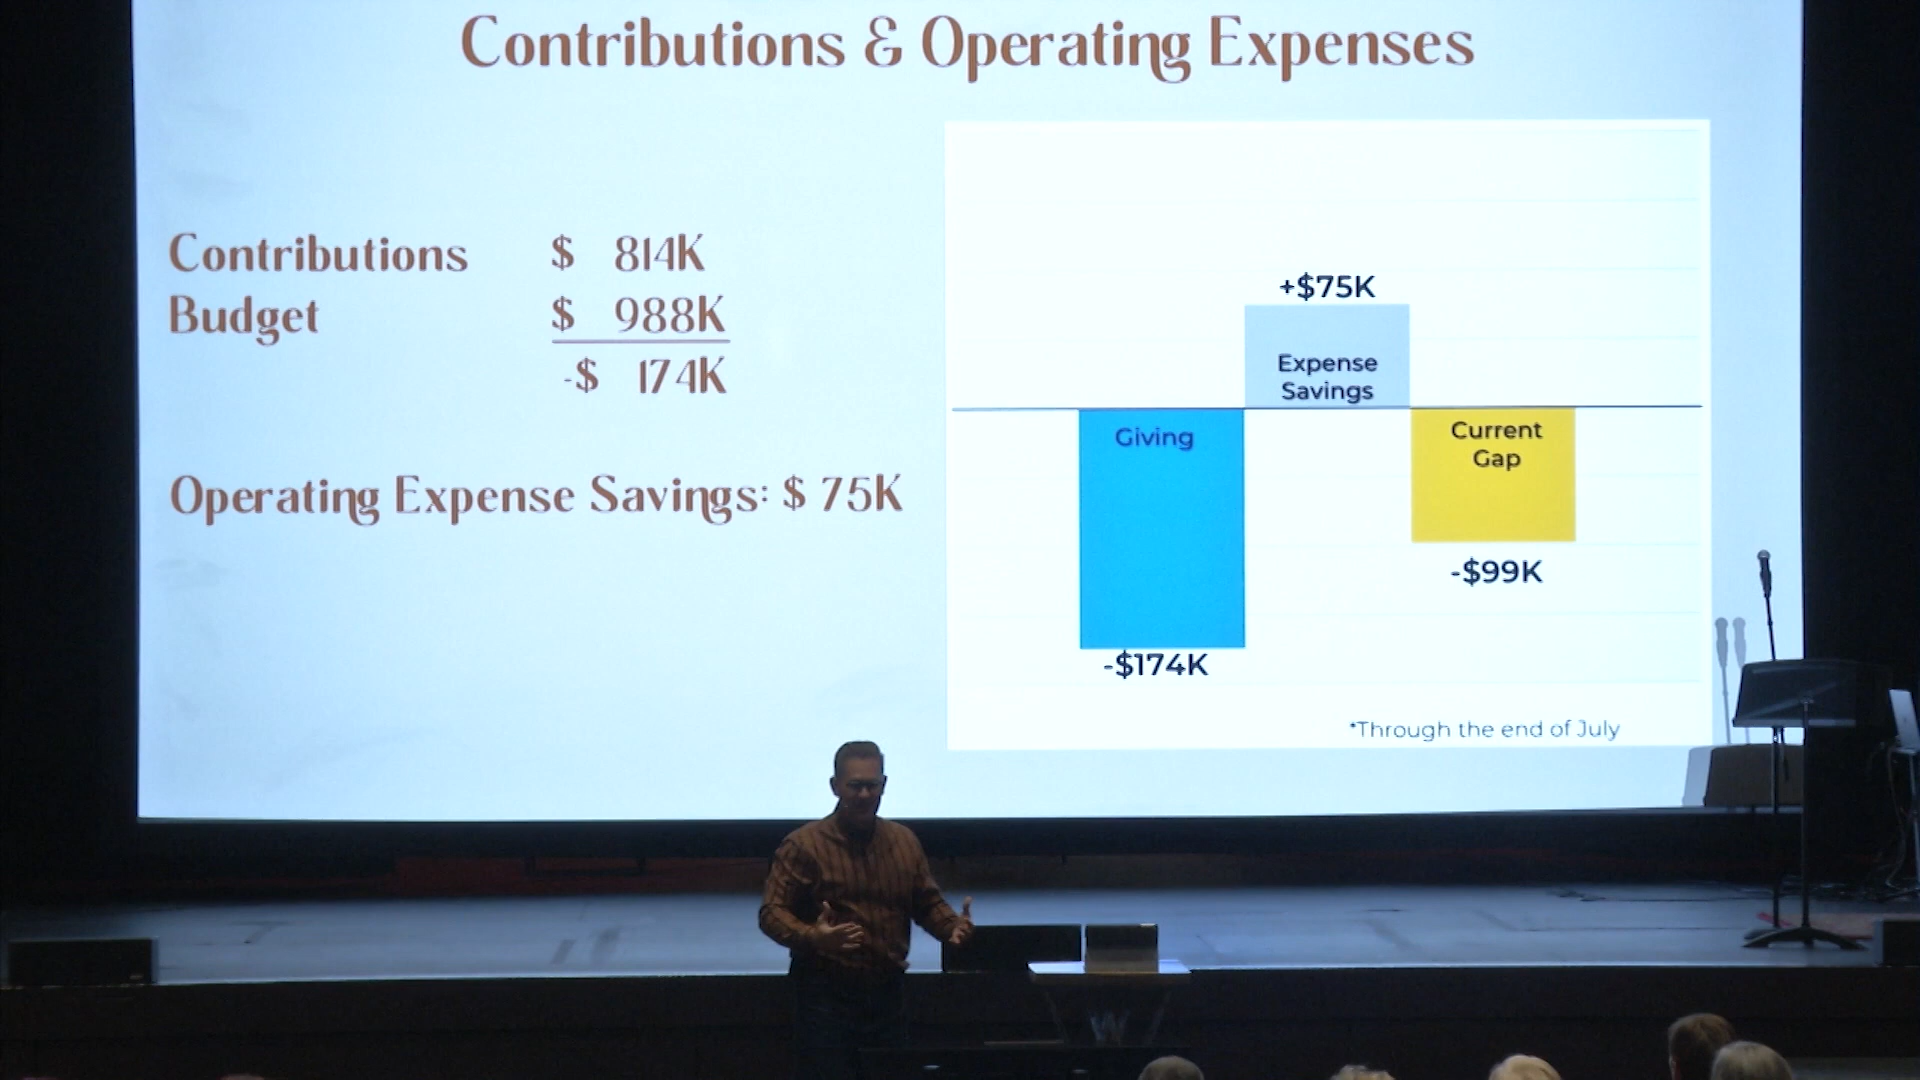 Contributions & Operating Expenses
Contributions $ 814K
Budget $ 988K
-$ 174K
Operating Expense Savings: $ 75K
+$75K
Expense
Savings
Giving
Current
Gap
-$99K
-$174K
*Through the end of July